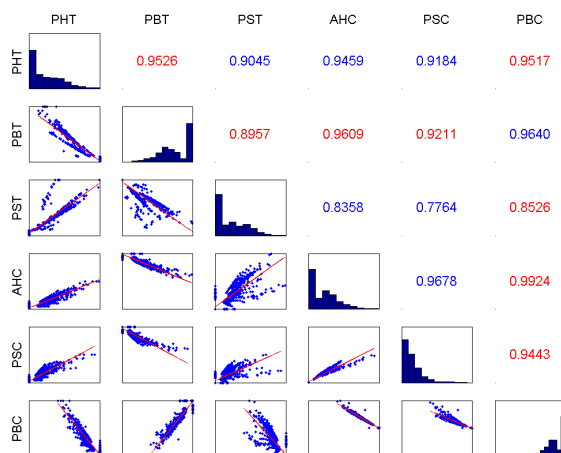 PHT PBT PST AHC PSC PBC
PHT 0.9526 0.9045 0.9459 0.9184 0.9517
PBT 0.8957 0.9609 0.9211 0.9640
PST 0.8358 0.7764 0.8526
AHC 0.9678 0.9924
PSC 0.9443
PBC